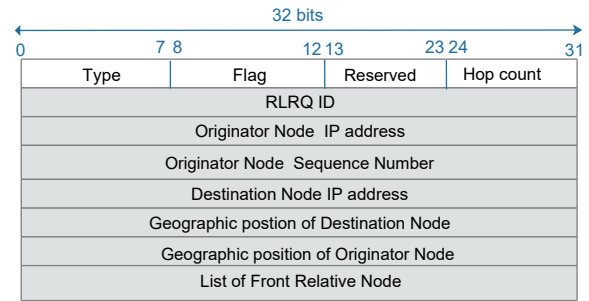 32 bits
0 7 8 12 13 23 24 31
Type Flag Reserved Hop count
RLRQ ID
Originator Node IP address
Originator Node Sequence Number
Destination Node IP address
Geographic postion of Destination Node
Geographic position of Originator Node
List of Front Relative Node